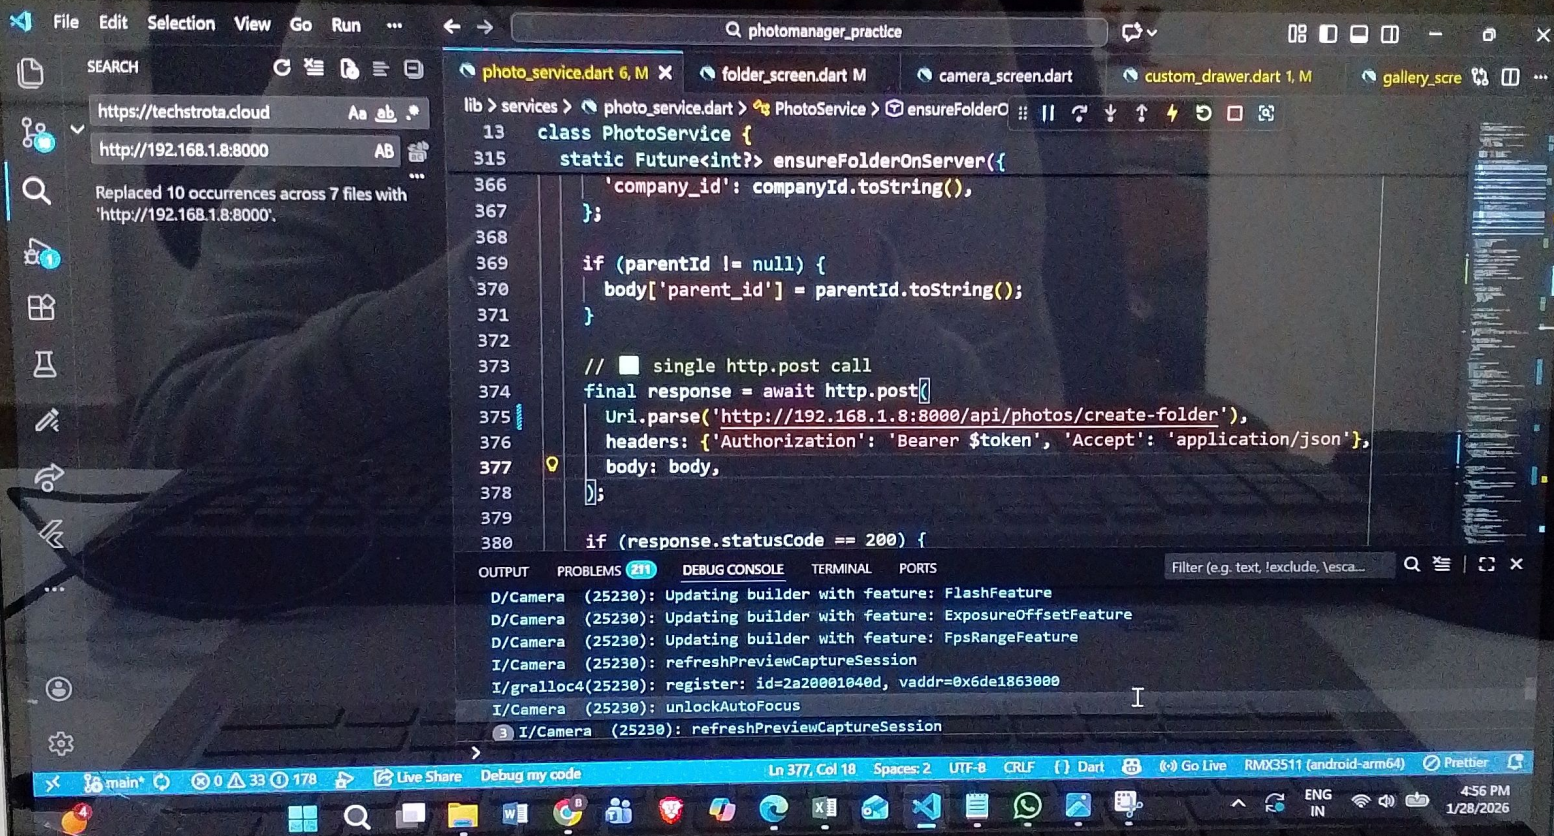 File Edit Selection View Go Run ...
photomanager_practice
SEARCH
https://techstrota.cloud Aa ab .*
http://192.168.1.8:8000 AB
Replaced 10 occurrences across 7 files with
'http://192.168.1.8:8000'.
photo_service.dart 6, M
folder_screen.dart M
camera_screen.dart
custom_drawer.dart 1, M
gallery_scre
lib > services > photo_service.dart > PhotoService > ensureFolderO
13 class PhotoService {
315 static Future<int?> ensureFolderOnServer({
366 'company_id': companyId.toString(),
367 };
368
369 if (parentId != null) {
370 body['parent_id'] = parentId.toString();
371 }
372
373 // single http.post call
374 final response = await http.post(
375 Uri.parse('http://192.168.1.8:8000/api/photos/create-folder'),
376 headers: {'Authorization': 'Bearer $token', 'Accept': 'application/json'},
377 body: body,
378 );
379
380 if (response.statusCode == 200) {
OUTPUT PROBLEMS 211 DEBUG CONSOLE TERMINAL PORTS
Filter (e.g. text, !exclude, \esca...
D/Camera (25230): Updating builder with feature: FlashFeature
D/Camera (25230): Updating builder with feature: ExposureOffsetFeature
D/Camera (25230): Updating builder with feature: FpsRangeFeature
I/Camera (25230): refreshPreviewCaptureSession
I/gralloc4(25230): register: id=2a20001040d, vaddr=0x6de1863000
I/Camera (25230): unlockAutoFocus
3 I/Camera (25230): refreshPreviewCaptureSession
>
main* 0 33 178 Live Share Debug my code Ln 377, Col 18 Spaces: 2 UTF-8 CRLF { } Dart Go Live RMX3511 (android-arm64) Prettier
4
ENG
IN
4:56 PM
1/28/2026